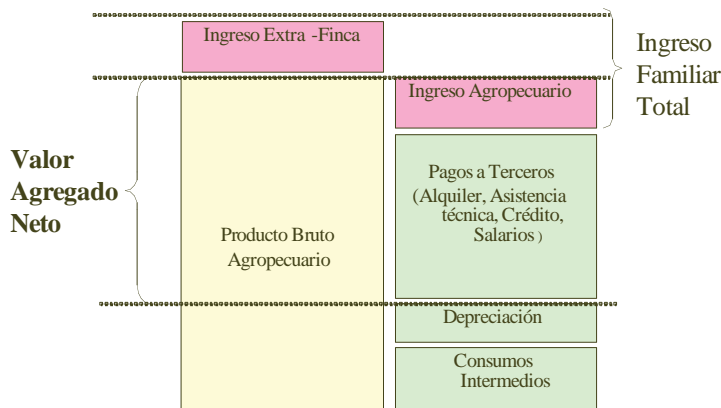 Ingreso Extra -Finca
Ingreso
Familiar
Total
Ingreso Agropecuario
Valor
Agregado
Neto
Pagos a Terceros
(Alquiler, Asistencia
técnica, Crédito,
Salarios )
Producto Bruto
Agropecuario
Depreciación
Consumos
Intermedios